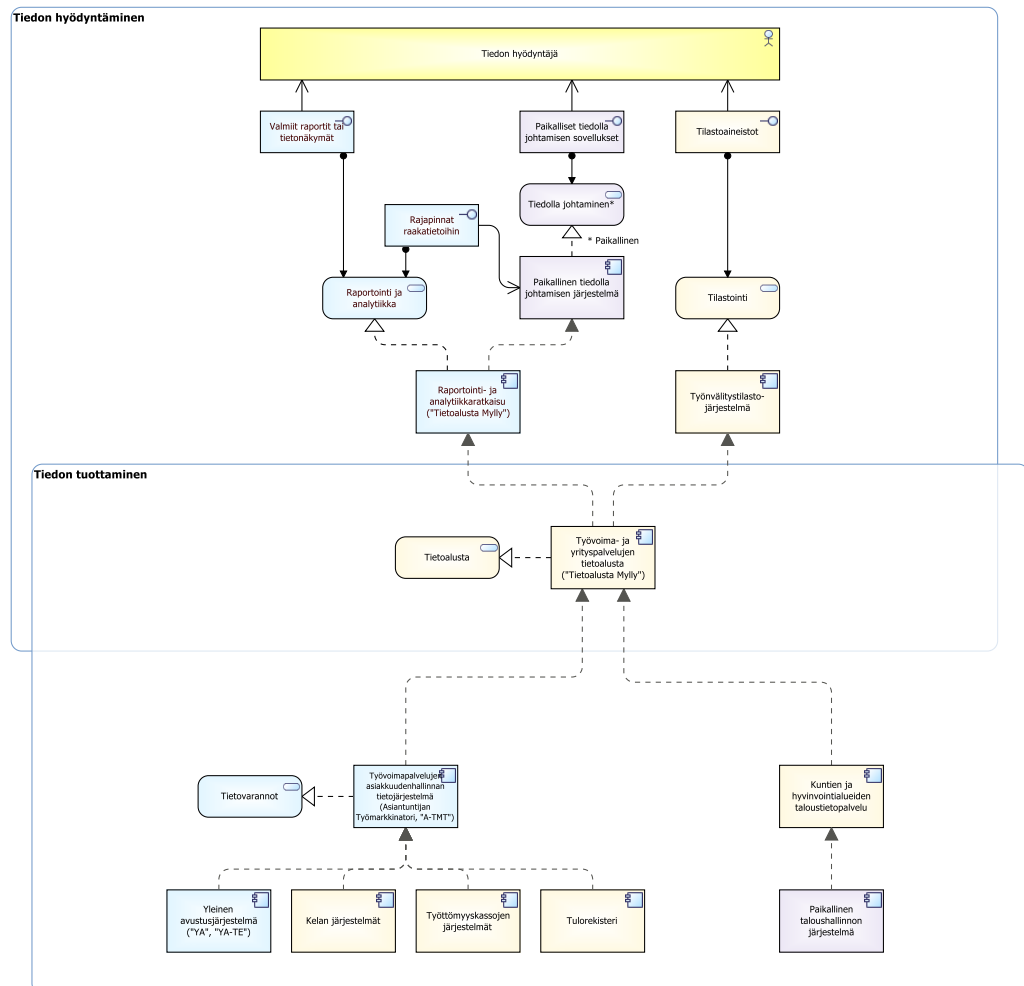 Tiedon hyödyntäminen
Tiedon hyödyntäjä
Valmiit raportit tai
tietonäkymät
Paikalliset tiedolla
johtamisen sovellukset
Tilastoaineistot
Tiedolla johtaminen*
Rajapinnat
raakatietoihin
* Paikallinen
Paikallinen tiedolla
johtamisen järjestelmä
Raportointi ja
analytiikka
Tilastointi
Raportointi- ja
analytiikkaratkaisu
("Tietoalusta Mylly")
Työnvälitystilasto-
järjestelmä
Tiedon tuottaminen
Tietoalusta
Työvoima- ja
yrityspalvelujen
tietoalusta
("Tietoalusta Mylly")
Tietovarannot
Työvoimapalvelujen
asiakkuudenhallinnan
tietojärjestelmä
(Asiantuntijan
Työmarkkinatori, "A-TMT")
Kuntien ja
hyvinvointialueiden
taloustietopalvelu
Yleinen
avustusjärjestelmä
("YA", "YA-TE")
Kelan järjestelmät
Työttömyyskassojen
järjestelmät
Tulorekisteri
Paikallinen
taloushallinnon
järjestelmä